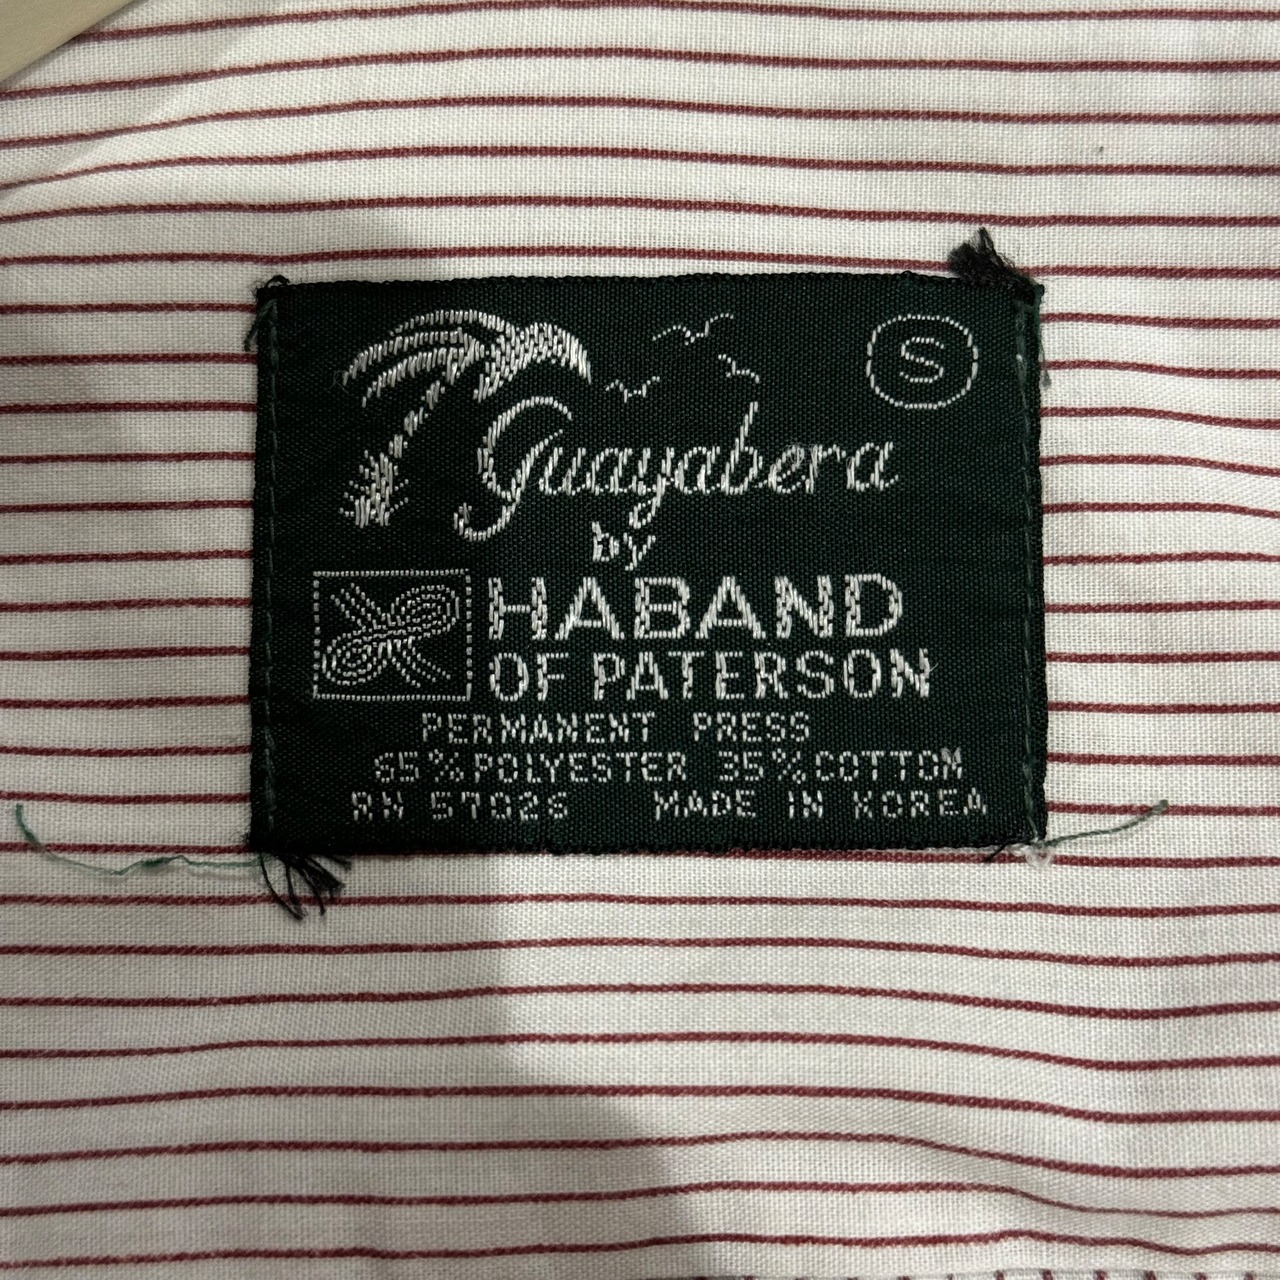 S
Guayabera
by
HABAND
OF PATERSON
PERMANENT PRESS
65% POLYESTER 35% COTTON
RN 57026 MADE IN KOREA